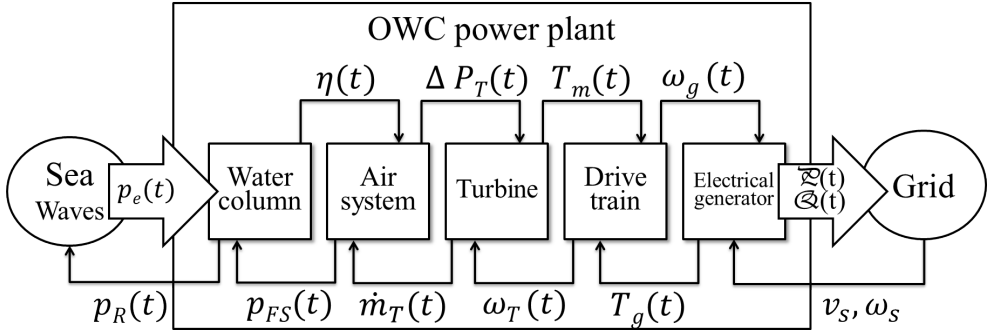 OWC power plant
η(t)
Δ P_T(t)
T_m(t)
ω_g (t)
Sea
Waves
p_e(t)
Water
column
Air
system
Turbine
Drive
train
Electrical
generator
𝔓(t)
𝔔(t)
Grid
p_R(t)
p_FS(t)
ṁ_T(t)
ω_T (t)
T_g(t)
v_s, ω_s